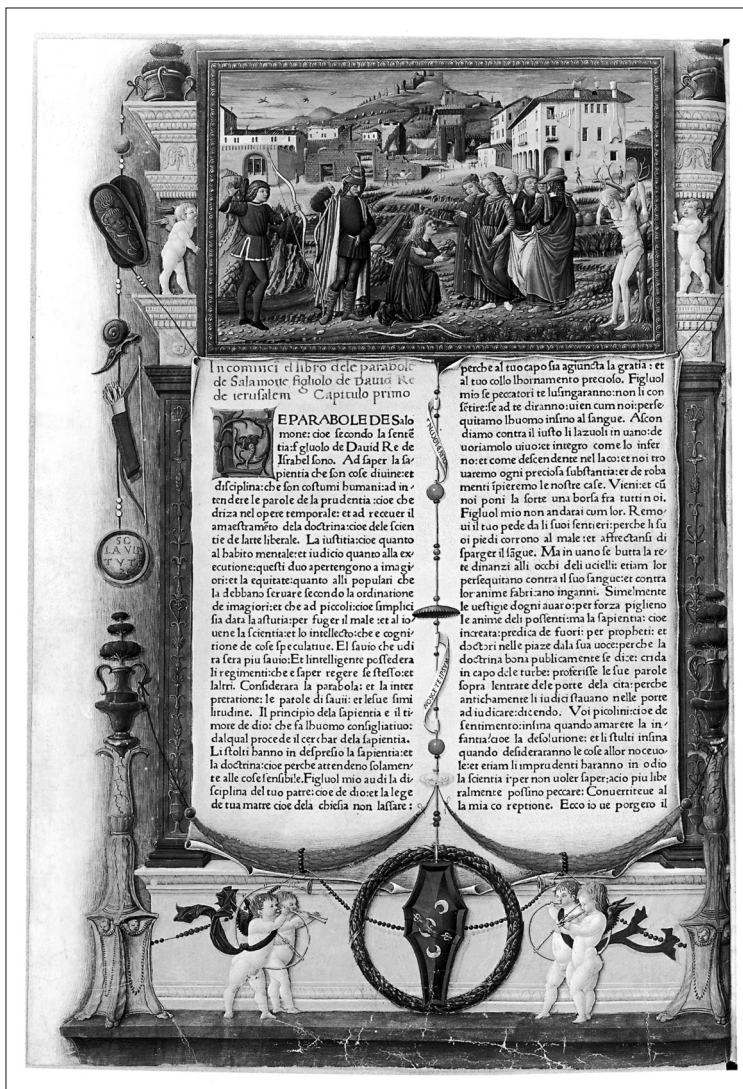 Incominci el libro dele parabole
de Salamone figliolo de Dauid Re
de ierusalem Capitulo primo
E PARABOLE DE Salo
mone: cioe secondo la sentē
tia: figluolo de Dauid Re de
Israhel sono. Ad saper la sa
pientia che son cose diuine: et
disciplina: che son costumi humani: ad in
tendere le parole de la prudentia: cioe che
driza nel opere temporale: et ad receuer il
amaestramēto dela doctrina: cioe dele scien
tie de larte liberale. La iustitia: cioe quanto
al habito mentale: et iudicio quanto alla ex
ecutione: questi duo apertengono a imagi
ori: et la equitate: quanto alli populari che
la debbano seruare secondo la ordinatione
de imagiori: et che ad piccoli: cioe simplici
sia data la astutia: per fuger il male: et al io
uene la scientia: et lo intellecto: che e cogni
tione de cose speculatiue. El sauio che udi
ra sera piu sauio: Et lintelligente possedera
li regimenti: che e saper regere se stesso: et
laltri. Considerara la parabola: et la inter
pretatione: le parole di sauii: et le sue simi
litudine. Il principio dela sapientia e il ti
more de dio: che fa lhuomo consigliatiuo:
dalqual procede il cerchar dela sapientia.
Li stolti hanno in despresio la sapientia: et
la doctrina: cioe perche attendeno solamen
te alle cose sensibile. Figluol mio audi la di
sciplina del tuo patre: cioe de dio: et la lege
de tua matre cioe dela chiesia non lassare:
perche al tuo capo sia agiuncta la gratia: et
al tuo collo lhornamento precioso. Figluol
mio se peccatori te lusingaranno: non li con
sētire: se ad te diranno: uien cum noi: perse
quitamo lhuomo insino al sangue. Ascon
diamo contra il iusto li lazuoli in uano: de
uoriamolo uiuo: et integro come lo infer
no: et come descendente nel laco: et noi tro
uaremo ogni preciosa substantia: et de roba
menti spieremo le nostre case. Vieni: et cū
noi poni la sorte una borsa fra tutti noi.
Figluol mio non andarai cum lor. Remo
ui il tuo pede da li suoi sentieri: perche li su
oi piedi corrono al male: et affrectansi di
sparger il sāgue. Ma in uano se butta la re
te dinanzi alli occhi deli ucielli: etiam lor
persequitano contra il suo sangue: et contra
lor anime fabricano inganni. Simelmente
le uestigie dogni auaro: per forza piglieno
le anime deli possenti: ma la sapientia: cioe
increata: predica de fuori: per propheti: et
doctori nelle piaze dala sua uoce: perche la
doctrina bona publicamente se dice: crida
in capo dele turbe: proferisse le sue parole
sopra lentrate dele porte dela cita: perche
antichamente li iudici stauano nelle porte
ad iudicare: dicendo. Voi picolini: cioe de
sentimento: insina quando amarete la in
fantia: cioe la desolutione: et li stulti insina
quando desideraranno le cose allor noceuo
le: et etiam li imprudenti haranno in odio
la scientia: per non uoler saper: acio piu libe
ralmente possino peccare: Conuertiteue al
la mia coreptione. Ecco io ue porgero il
SO
LA VIR
TVTE